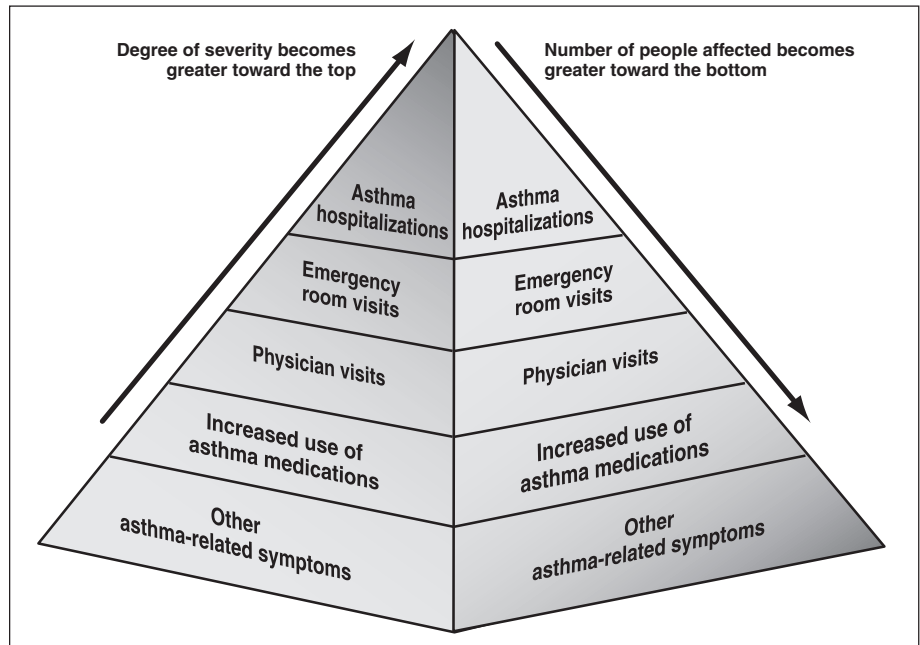 Degree of severity becomes
greater toward the top
Number of people affected becomes
greater toward the bottom
Asthma
hospitalizations
Asthma
hospitalizations
Emergency
room visits
Emergency
room visits
Physician visits
Physician visits
Increased use of
asthma medications
Increased use of
asthma medications
Other
asthma-related symptoms
Other
asthma-related symptoms